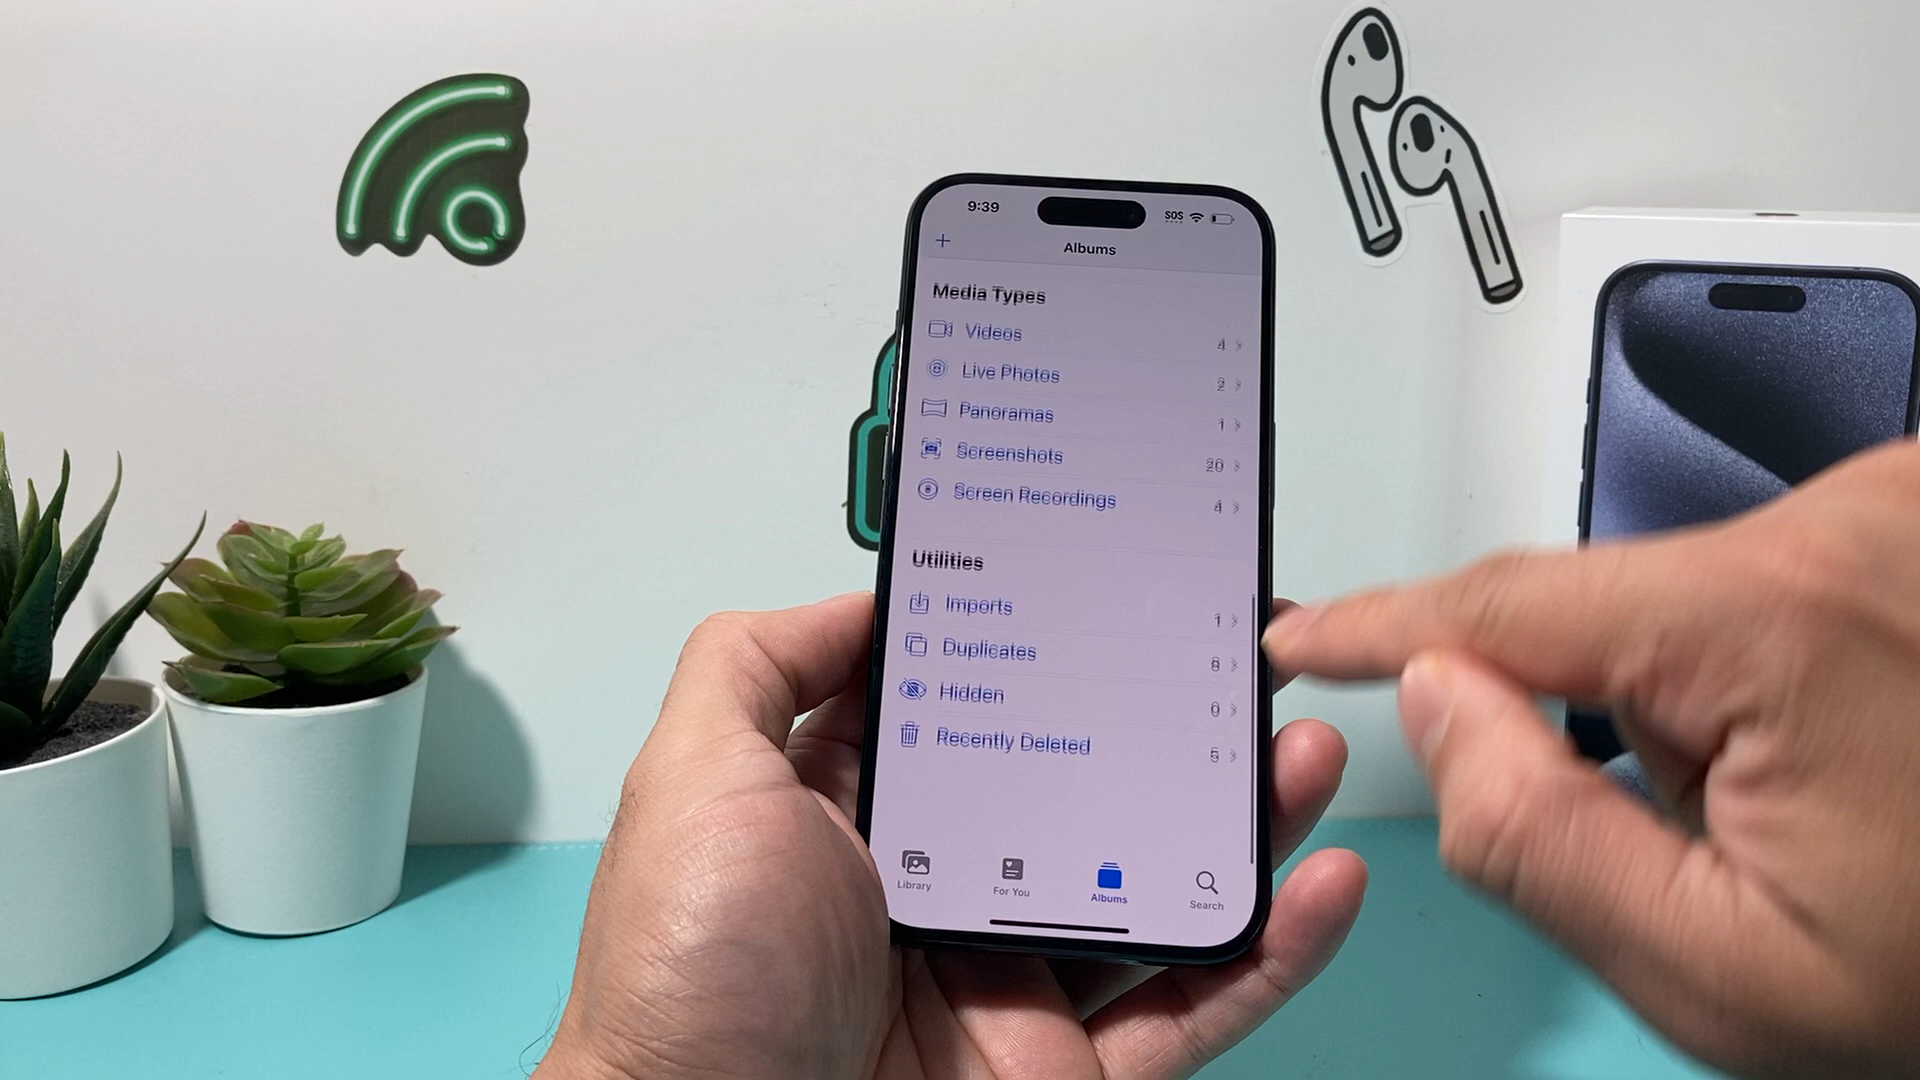 9:39
SOS
Albums
Media Types
Videos 4
Live Photos 2
Panoramas 1
Screenshots 20
Screen Recordings 4
Utilities
Imports 1
Duplicates 8
Hidden 0
Recently Deleted 5
Library
For You
Albums
Search